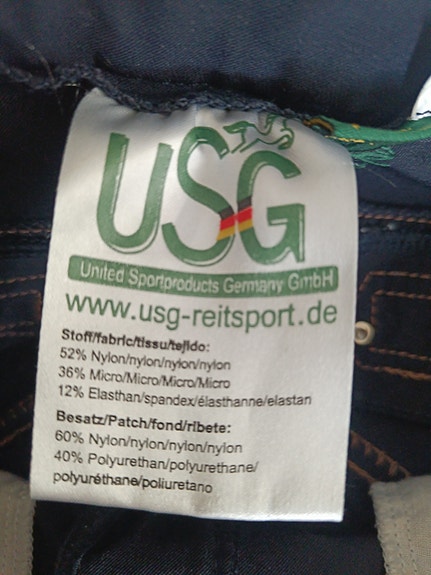 USG
United Sportproducts Germany GmbH
www.usg-reitsport.de
Stoff/fabric/tissu/tejido:
52% Nylon/nylon/nylon/nylon
36% Micro/Micro/Micro/Micro
12% Elasthan/spandex/élasthanne/elastan
Besatz/Patch/fond/ribete:
60% Nylon/nylon/nylon/nylon
40% Polyurethan/polyurethane/
polyuréthane/poliuretano